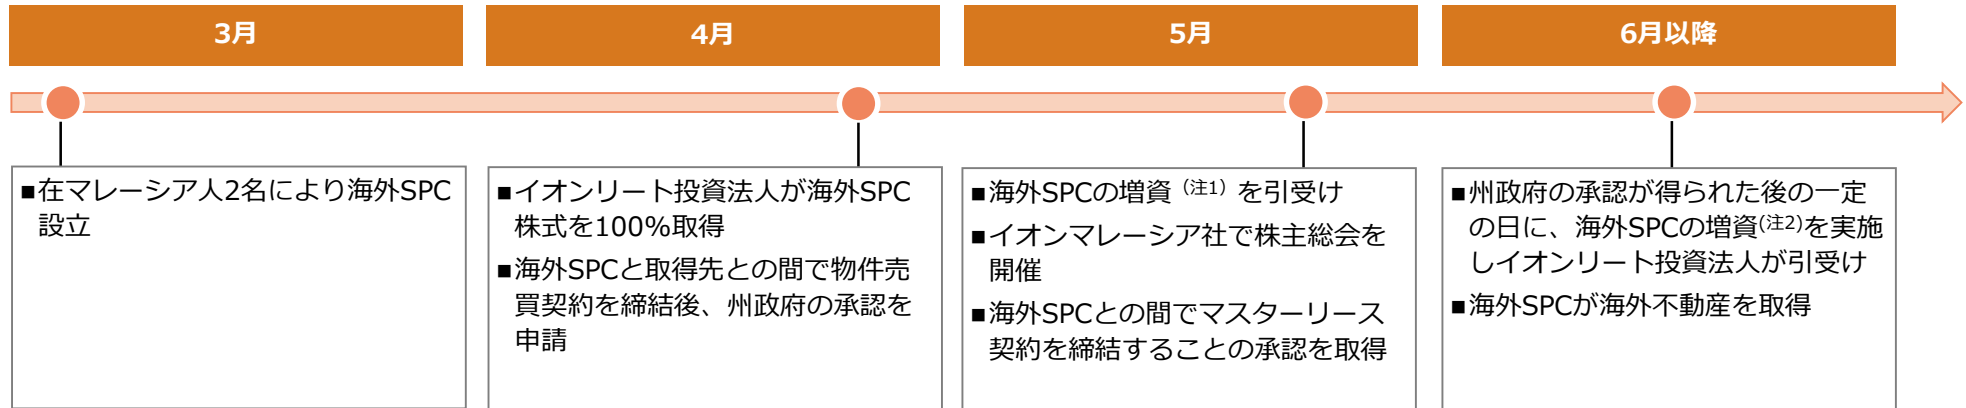 3月
4月
5月
6月以降
■在マレーシア人2名により海外SPC
設立
■イオンリート投資法人が海外SPC
株式を100%取得
■海外SPCと取得先との間で物件売
買契約を締結後、州政府の承認を
申請
■海外SPCの増資（注1）を引受け
■イオンマレーシア社で株主総会を
開催
■海外SPCとの間でマスターリース
契約を締結することの承認を取得
■州政府の承認が得られた後の一定
の日に、海外SPCの増資(注2)を実施
しイオンリート投資法人が引受け
■海外SPCが海外不動産を取得